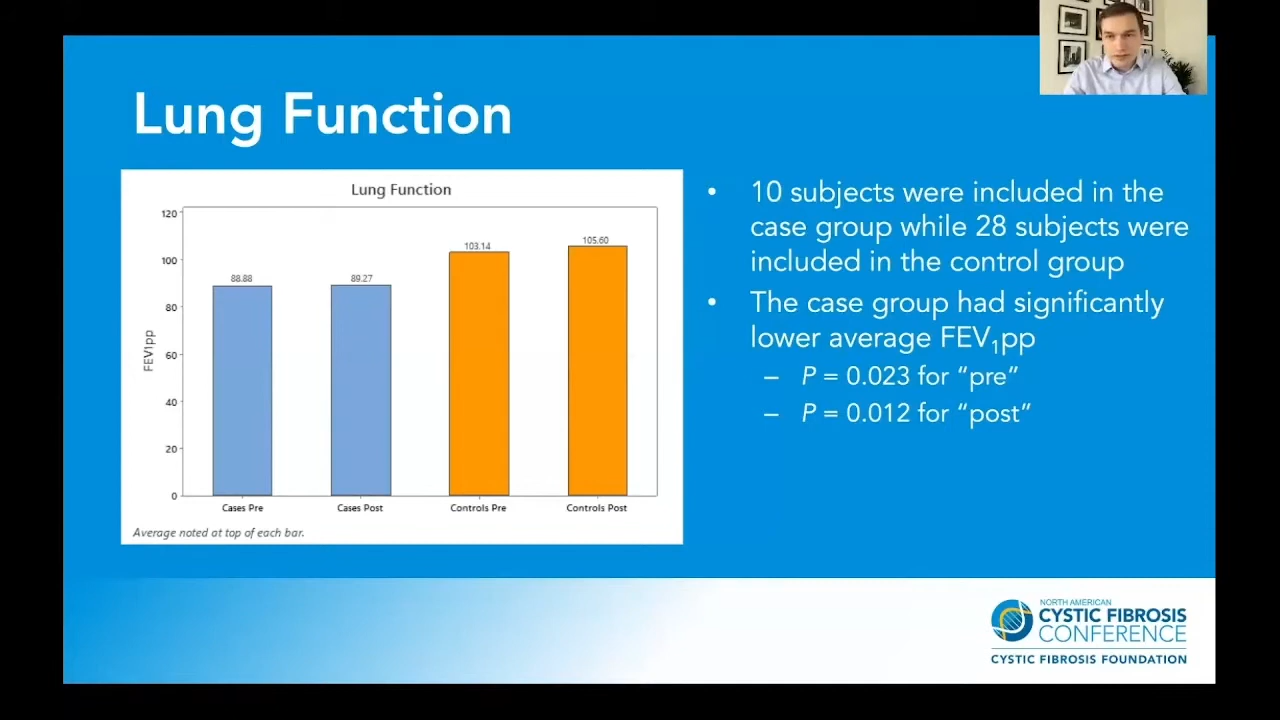 Lung Function
Lung Function
120
100
80
60
40
20
0
FEV1pp
88.88
89.27
103.14
105.60
Cases Pre
Cases Post
Controls Pre
Controls Post
Average noted at top of each bar.
• 10 subjects were included in the
case group while 28 subjects were
included in the control group
• The case group had significantly
lower average FEV₁pp
– P = 0.023 for “pre”
– P = 0.012 for “post”
NORTH AMERICAN
CYSTIC FIBROSIS
CONFERENCE
CYSTIC FIBROSIS FOUNDATION